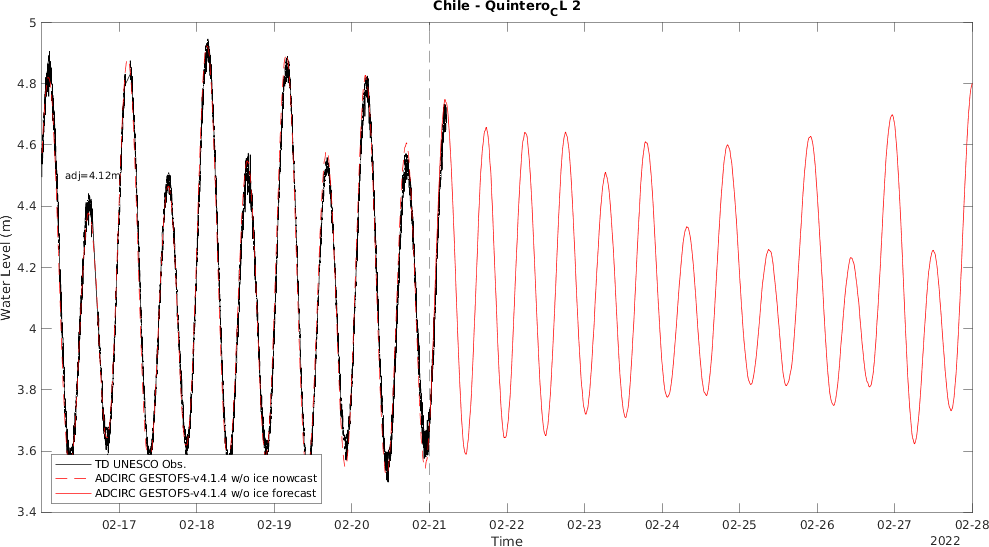 Chile - Quintero_CL 2
5
4.8
4.6
adj=4.12m
4.4
4.2
4
3.8
3.6
3.4
Water Level (m)
TD UNESCO Obs.
ADCIRC GESTOFS-v4.1.4 w/o ice nowcast
ADCIRC GESTOFS-v4.1.4 w/o ice forecast
02-17 02-18 02-19 02-20 02-21 02-22 02-23 02-24 02-25 02-26 02-27 02-28
Time
2022